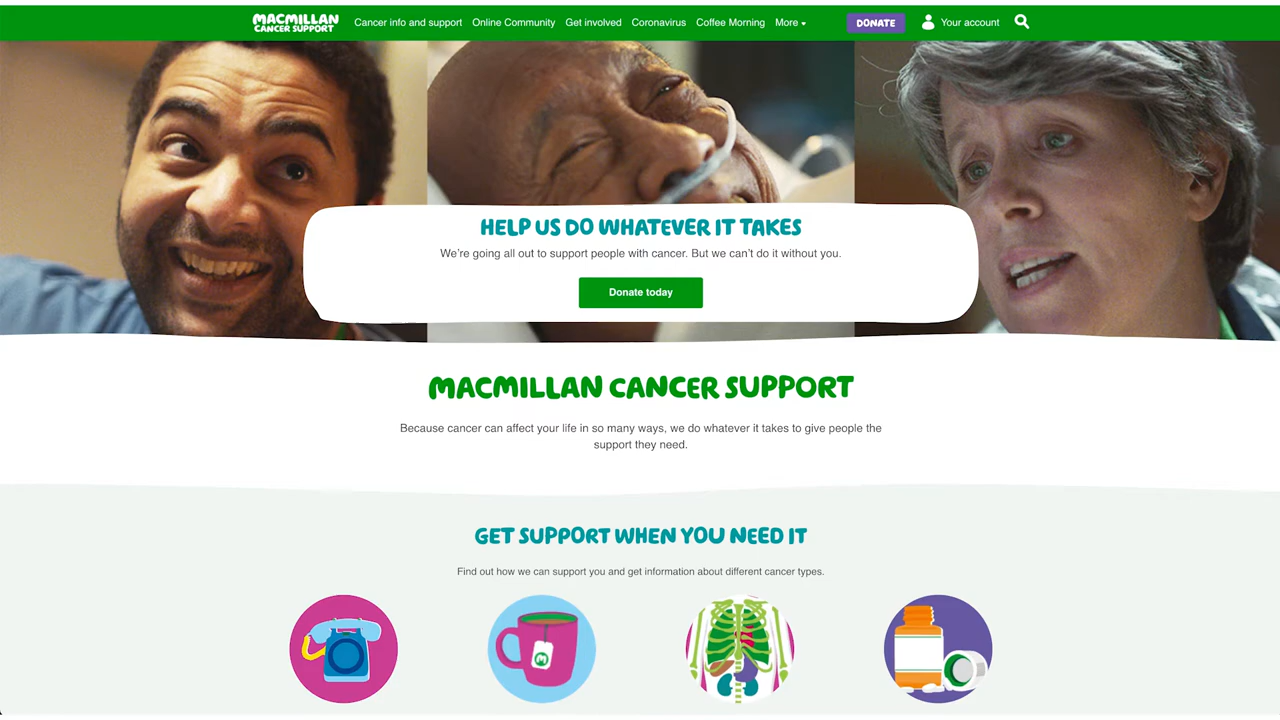 MACMILLAN
CANCER SUPPORT
Cancer info and support
Online Community
Get involved
Coronavirus
Coffee Morning
More
DONATE
Your account
HELP US DO WHATEVER IT TAKES
We're going all out to support people with cancer. But we can't do it without you.
Donate today
MACMILLAN CANCER SUPPORT
Because cancer can affect your life in so many ways, we do whatever it takes to give people the
support they need.
GET SUPPORT WHEN YOU NEED IT
Find out how we can support you and get information about different cancer types.
M